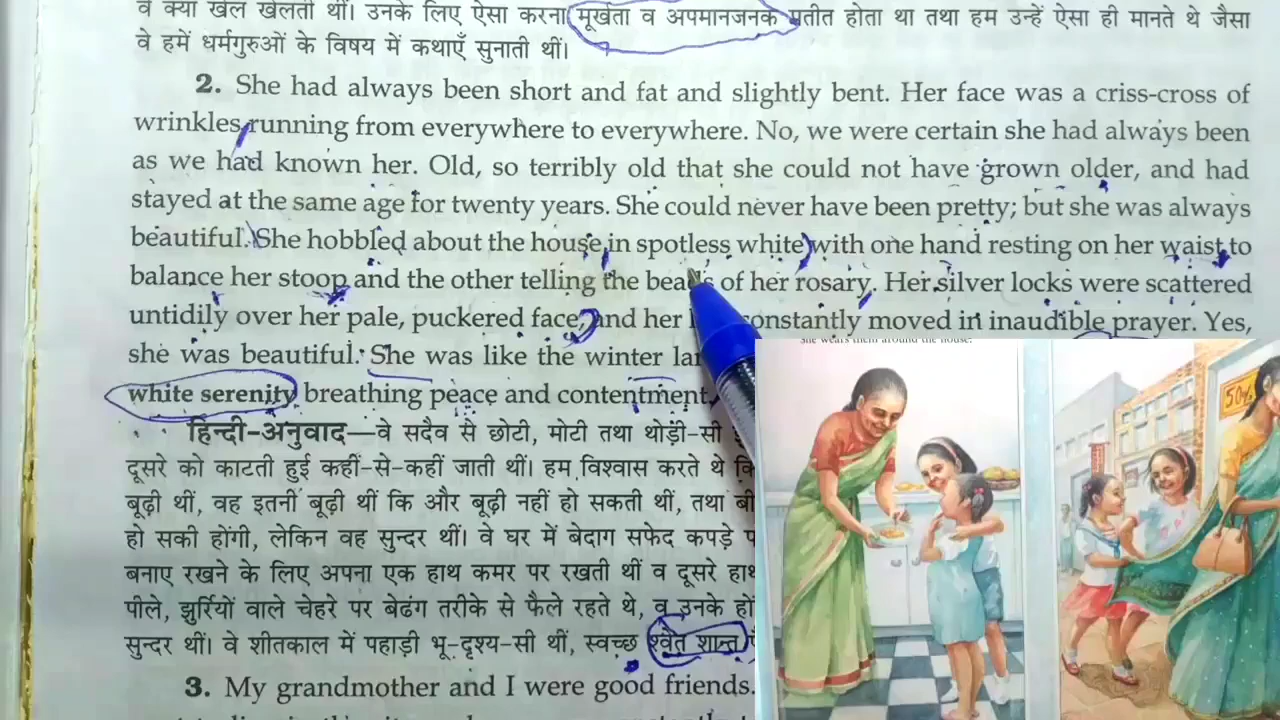 व क्या खेल खेलती थीं। उनके लिए ऐसा करना मूर्खता व अपमानजनक प्रतीत होता था तथा हम उन्हें ऐसा ही मानते थे जैसा
वे हमें धर्मगुरुओं के विषय में कथाएँ सुनाती थीं।
2. She had always been short and fat and slightly bent. Her face was a criss-cross of
wrinkles running from everywhere to everywhere. No, we were certain she had always been
as we had known her. Old, so terribly old that she could not have grown older, and had
stayed at the same age for twenty years. She could never have been pretty; but she was always
beautiful. She hobbled about the house in spotless white with one hand resting on her waist to
balance her stoop and the other telling the beads of her rosary. Her silver locks were scattered
untidily over her pale, puckered face, and her constantly moved in inaudible prayer. Yes,
she was beautiful. She was like the winter
white serenity breathing peace and contentment.
हिन्दी-अनुवाद—वे सदैव से छोटी, मोटी तथा थोड़ी-सी
दूसरे को काटती हुई कहीं-से-कहीं जाती थीं। हम विश्वास करते थे कि
बूढ़ी थीं, वह इतनी बूढ़ी थीं कि और बूढ़ी नहीं हो सकती थीं, तथा
हो सकी होंगी, लेकिन वह सुन्दर थीं। वे घर में बेदाग सफेद कपड़े
बनाए रखने के लिए अपना एक हाथ कमर पर रखती थीं व दूसरे
पीले, झुर्रियों वाले चेहरे पर बेढंग तरीके से फैले रहते थे, व उनके
सुन्दर थीं। वे शीतकाल में पहाड़ी भू-दृश्य-सी थीं, स्वच्छ श्वेत शान्त
3. My grandmother and I were good friends.
She wears them around the house.
50%